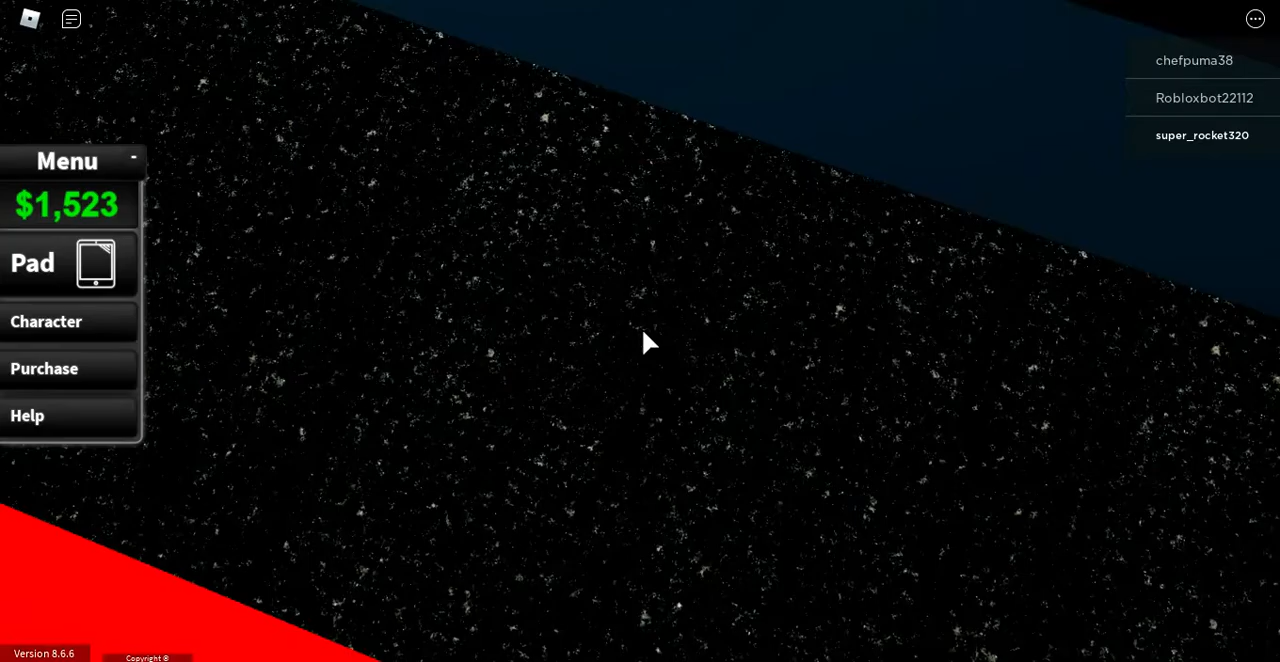 chefpuma38
Robloxbot22112
super_rocket320
Menu -
$1,523
Pad
Character
Purchase
Help
Version 8.6.6
Copyright ®